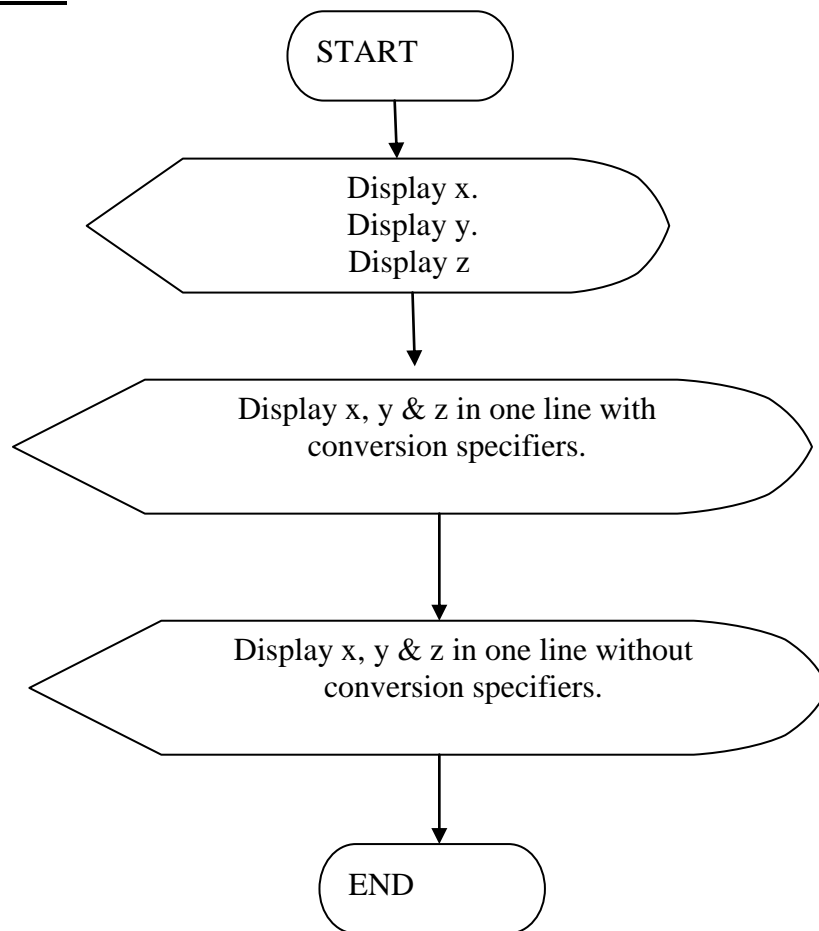 START
Display x.
Display y.
Display z
Display x, y & z in one line with
conversion specifiers.
Display x, y & z in one line without
conversion specifiers.
END